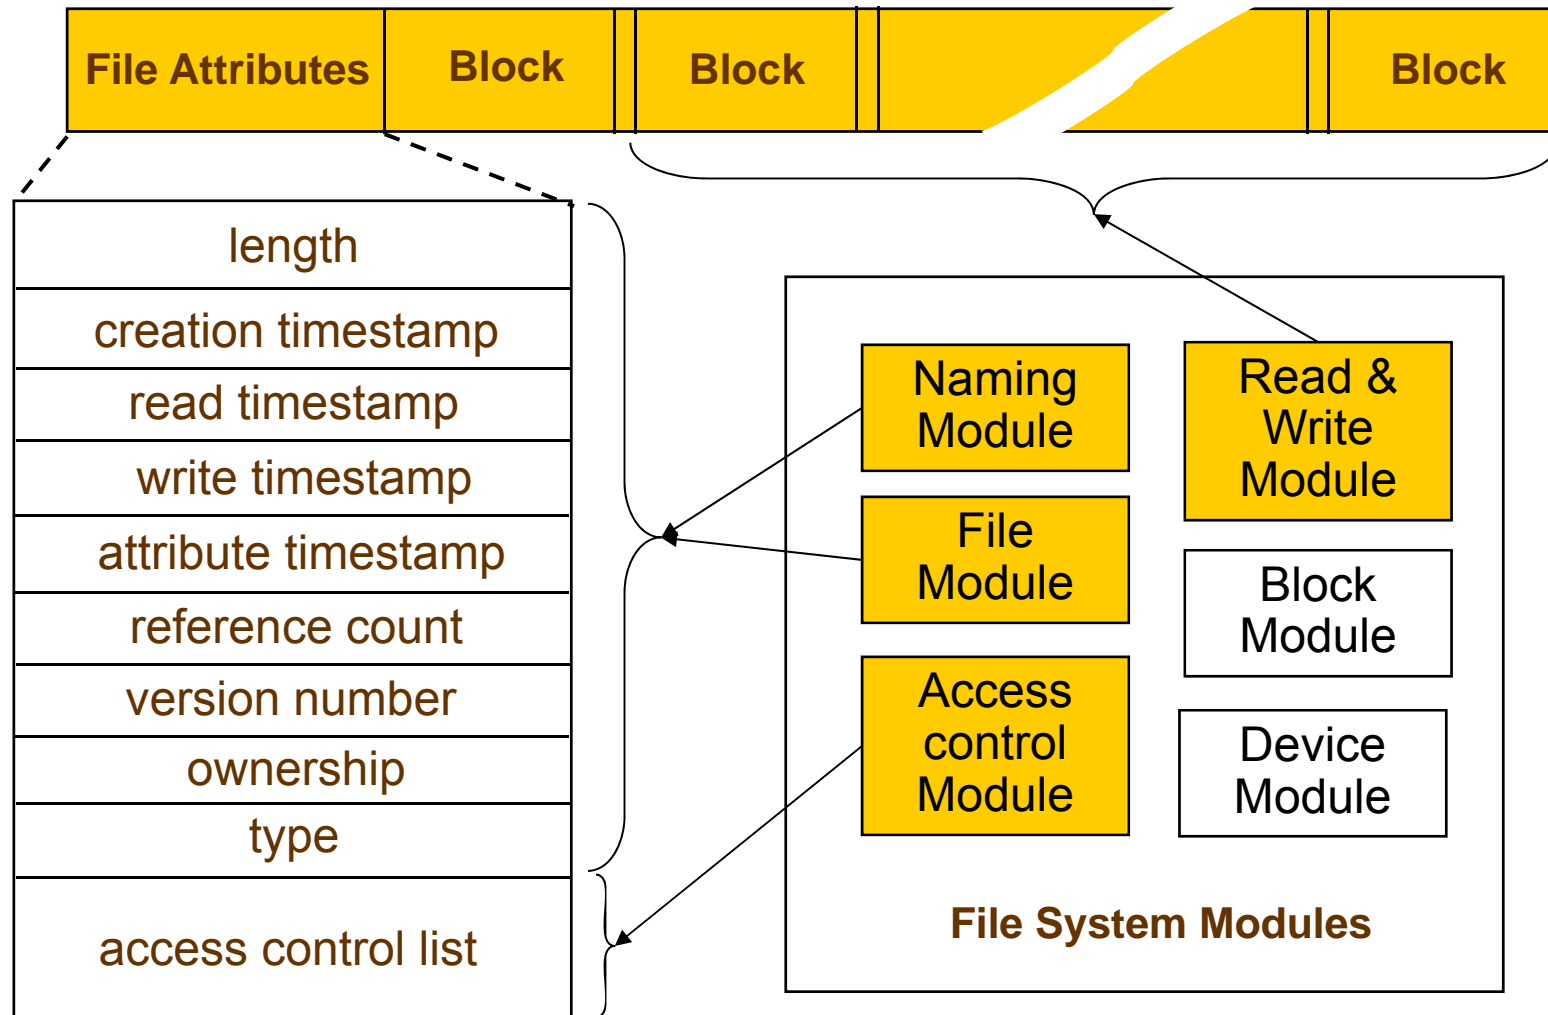 File Attributes
Block
Block
Block
length
creation timestamp
read timestamp
write timestamp
attribute timestamp
reference count
version number
ownership
type
access control list
Naming
Module
File
Module
Access
control
Module
Read &
Write
Module
Block
Module
Device
Module
File System Modules